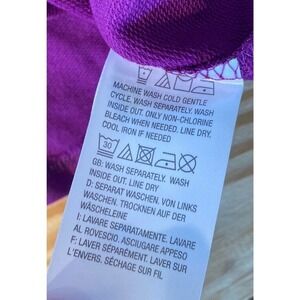 MACHINE WASH COLD GENTLE
CYCLE. WASH SEPARATELY. WASH
INSIDE OUT. ONLY NON-CHLORINE
BLEACH WHEN NEEDED. LINE DRY.
COOL IRON IF NEEDED
30
GB: WASH SEPARATELY. WASH
INSIDE OUT. LINE DRY
D: SEPARAT WASCHEN. VON LINKS
WASCHEN. TROCKNEN AUF DER
WÄSCHELEINE
I: LAVARE SEPARATAMENTE. LAVARE
AL ROVESCIO. ASCIUGARE APPESO
F: LAVER SÉPARÉMENT. LAVER SUR
L'ENVERS. SÉCHAGE SUR FIL